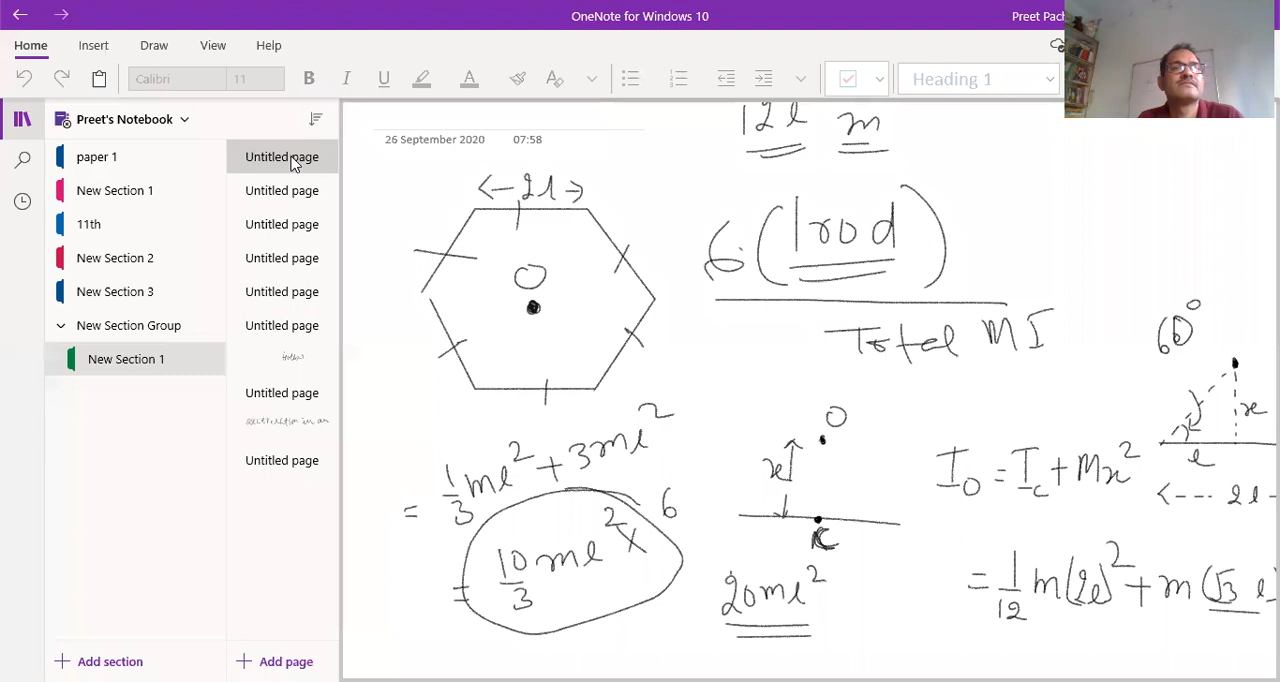 OneNote for Windows 10
Preet Pach
Home Insert Draw View Help
Calibri 11 B I U A Heading 1
Preet's Notebook
paper 1
New Section 1
11th
New Section 2
New Section 3
New Section Group
New Section 1
Untitled page
Untitled page
Untitled page
Untitled page
Untitled page
Untitled page
Untitled page
Untitled page
Add section
Add page
26 September 2020 07:58
12l m
<-2l->
O
6(1 rod)
Total MI
60°
x
l
<--- 2l -
O
x
c
I_O = I_c + Mx²
= 1/12 m(2l)² + m(√3 l
= 1/3 ml² + 3ml²
= 10/3 ml² x 6
20ml²